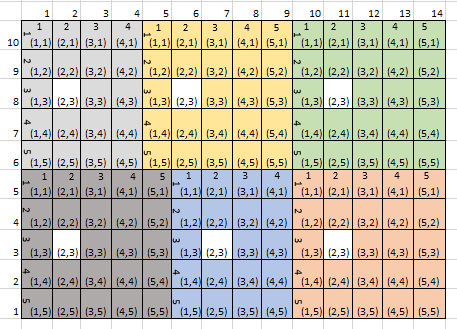 1 2 3 4 5 6 7 8 9 10 11 12 13 14
1 2 3 4 1 2 3 4 5 1 2 3 4 5
10 1 (1,1) (2,1) (3,1) (4,1) 1 (1,1) (2,1) (3,1) (4,1) (5,1) 1 (1,1) (2,1) (3,1) (4,1) (5,1)
9 2 (1,2) (2,2) (3,2) (4,2) 2 (1,2) (2,2) (3,2) (4,2) (5,2) 2 (1,2) (2,2) (3,2) (4,2) (5,2)
8 3 (1,3) (2,3) (3,3) (4,3) 3 (1,3) (2,3) (3,3) (4,3) (5,3) 3 (1,3) (2,3) (3,3) (4,3) (5,3)
7 4 (1,4) (2,4) (3,4) (4,4) 4 (1,4) (2,4) (3,4) (4,4) (5,4) 4 (1,4) (2,4) (3,4) (4,4) (5,4)
6 5 (1,5) (2,5) (3,5) (4,5) 5 (1,5) (2,5) (3,5) (4,5) (5,5) 5 (1,5) (2,5) (3,5) (4,5) (5,5)
1 2 3 4 5 1 2 3 4 1 2 3 4 5
5 1 (1,1) (2,1) (3,1) (4,1) (5,1) 1 (1,1) (2,1) (3,1) (4,1) 1 (1,1) (2,1) (3,1) (4,1) (5,1)
4 2 (1,2) (2,2) (3,2) (4,2) (5,2) 2 (1,2) (2,2) (3,2) (4,2) 2 (1,2) (2,2) (3,2) (4,2) (5,2)
3 3 (1,3) (2,3) (3,3) (4,3) (5,3) 3 (1,3) (2,3) (3,3) (4,3) 3 (1,3) (2,3) (3,3) (4,3) (5,3)
2 4 (1,4) (2,4) (3,4) (4,4) (5,4) 4 (1,4) (2,4) (3,4) (4,4) 4 (1,4) (2,4) (3,4) (4,4) (5,4)
1 5 (1,5) (2,5) (3,5) (4,5) (5,5) 5 (1,5) (2,5) (3,5) (4,5) 5 (1,5) (2,5) (3,5) (4,5) (5,5)